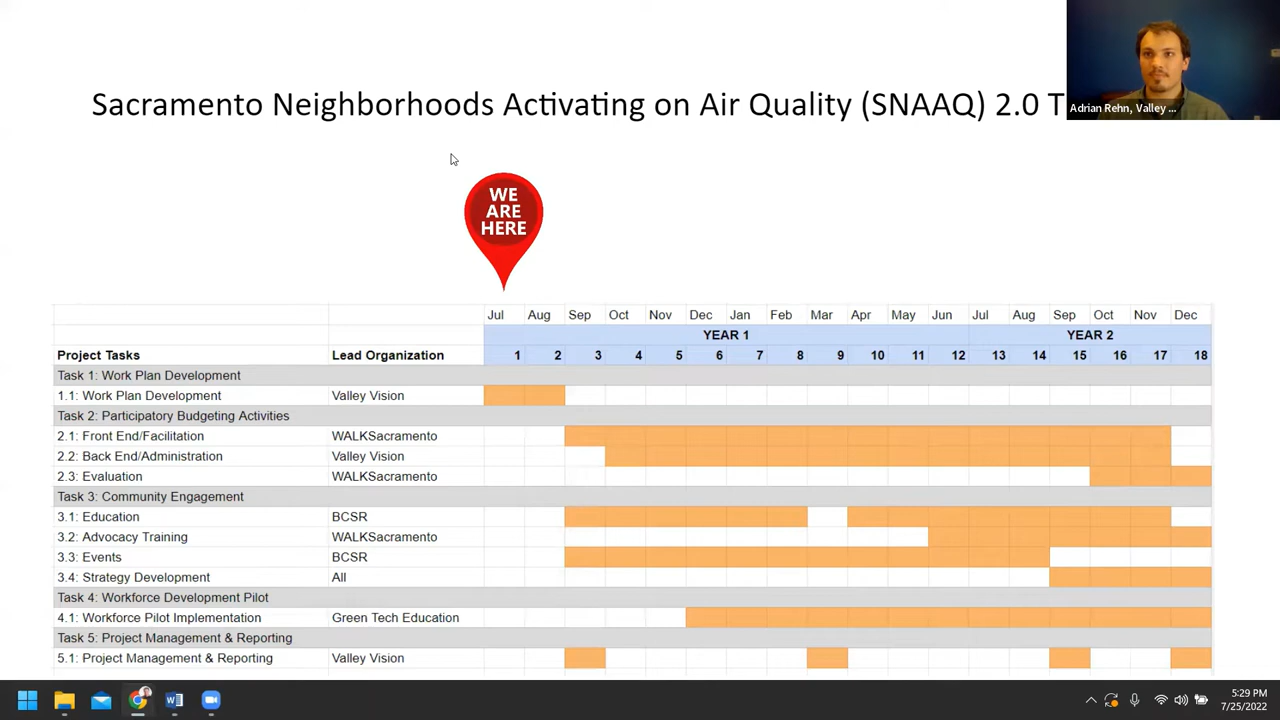 Sacramento Neighborhoods Activating on Air Quality (SNAAQ) 2.0 T
Adrian Rehn, Valley ...
WE
ARE
HERE
Jul Aug Sep Oct Nov Dec Jan Feb Mar Apr May Jun Jul Aug Sep Oct Nov Dec
YEAR 1 YEAR 2
Project Tasks Lead Organization 1 2 3 4 5 6 7 8 9 10 11 12 13 14 15 16 17 18
Task 1: Work Plan Development
1.1: Work Plan Development Valley Vision
Task 2: Participatory Budgeting Activities
2.1: Front End/Facilitation WALKSacramento
2.2: Back End/Administration Valley Vision
2.3: Evaluation WALKSacramento
Task 3: Community Engagement
3.1: Education BCSR
3.2: Advocacy Training WALKSacramento
3.3: Events BCSR
3.4: Strategy Development All
Task 4: Workforce Development Pilot
4.1: Workforce Pilot Implementation Green Tech Education
Task 5: Project Management & Reporting
5.1: Project Management & Reporting Valley Vision
5:29 PM
7/25/2022